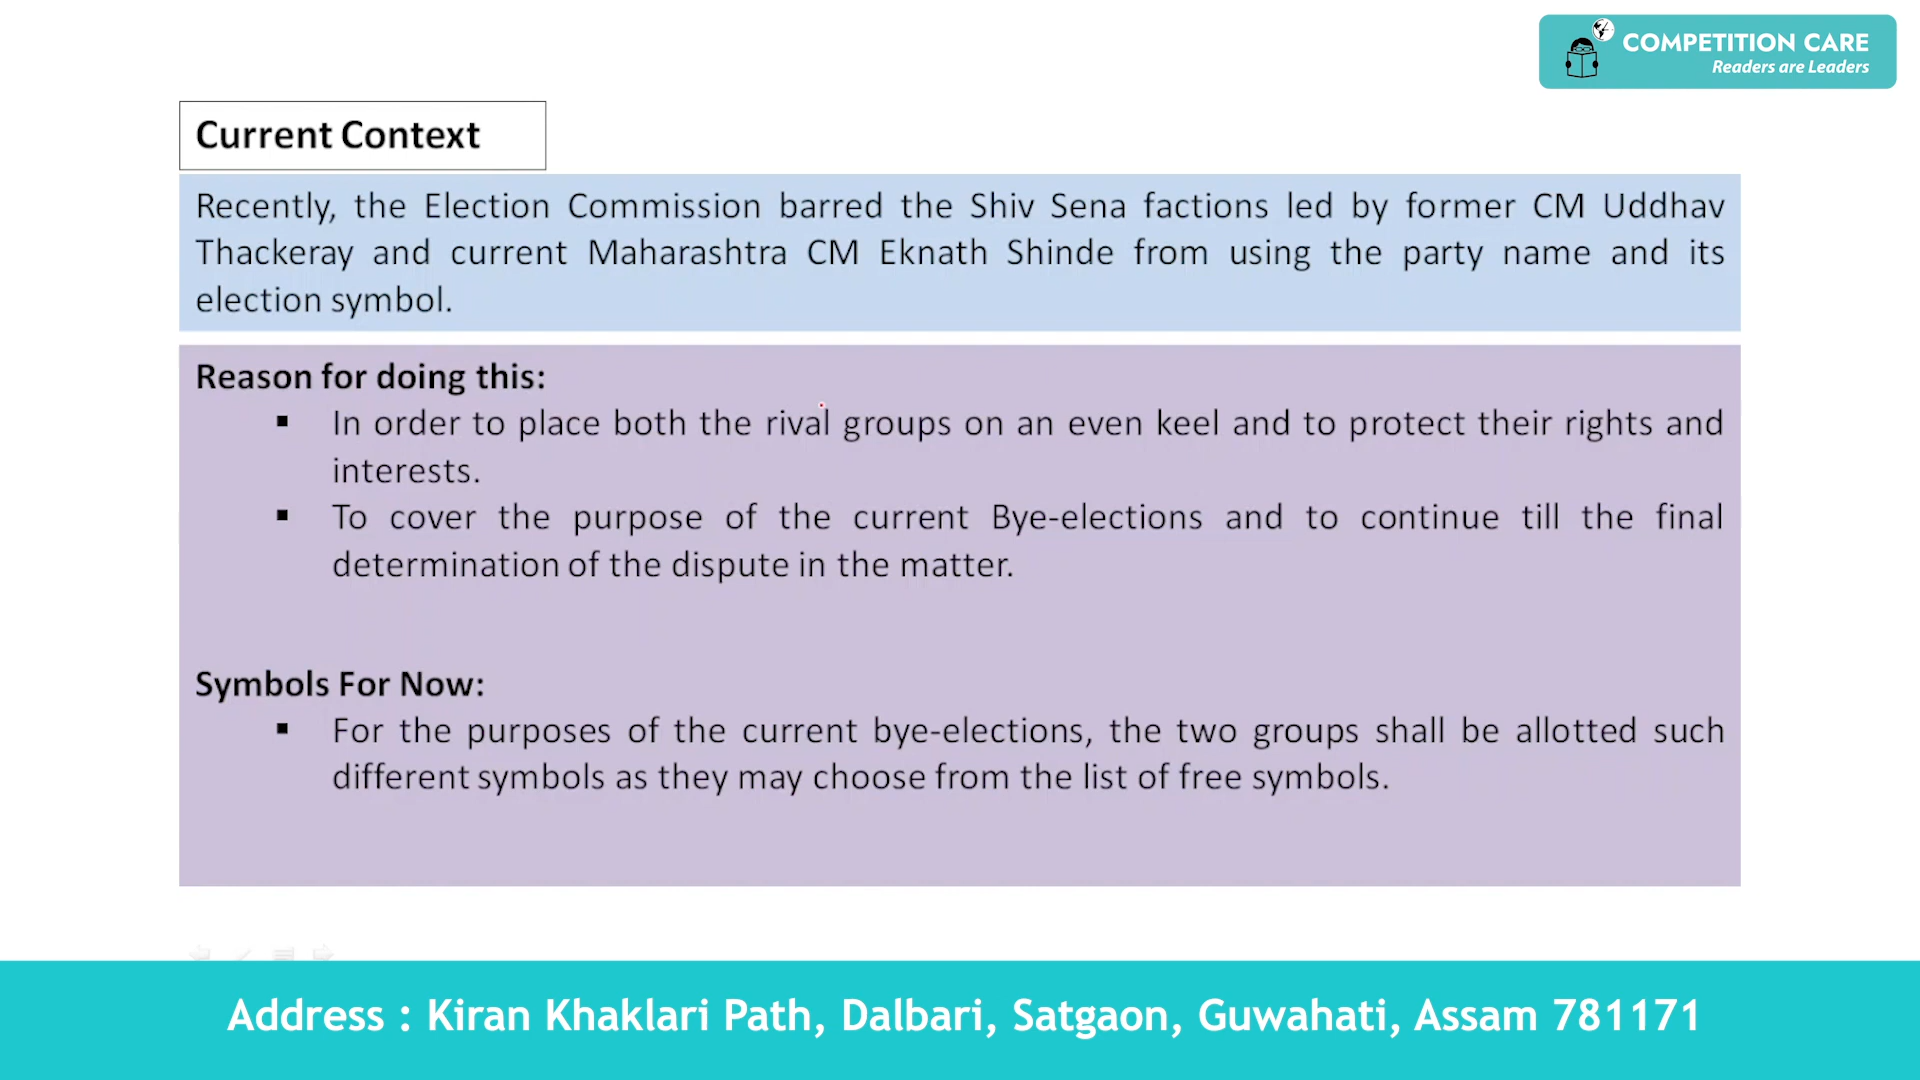 COMPETITION CARE
Readers are Leaders
Current Context
Recently, the Election Commission barred the Shiv Sena factions led by former CM Uddhav
Thackeray and current Maharashtra CM Eknath Shinde from using the party name and its
election symbol.
Reason for doing this:
▪ In order to place both the rival groups on an even keel and to protect their rights and
interests.
▪ To cover the purpose of the current Bye-elections and to continue till the final
determination of the dispute in the matter.
Symbols For Now:
▪ For the purposes of the current bye-elections, the two groups shall be allotted such
different symbols as they may choose from the list of free symbols.
Address : Kiran Khaklari Path, Dalbari, Satgaon, Guwahati, Assam 781171